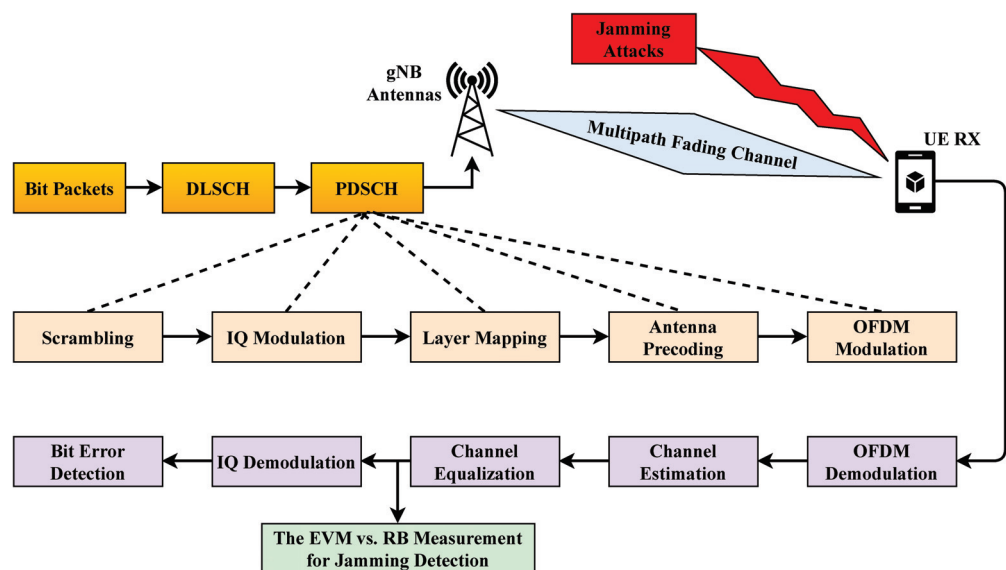 Jamming
Attacks
gNB
Antennas
Multipath Fading Channel
UE RX
Bit Packets
DLSCH
PDSCH
Scrambling
IQ Modulation
Layer Mapping
Antenna
Precoding
OFDM
Modulation
Bit Error
Detection
IQ Demodulation
Channel
Equalization
Channel
Estimation
OFDM
Demodulation
The EVM vs. RB Measurement
for Jamming Detection